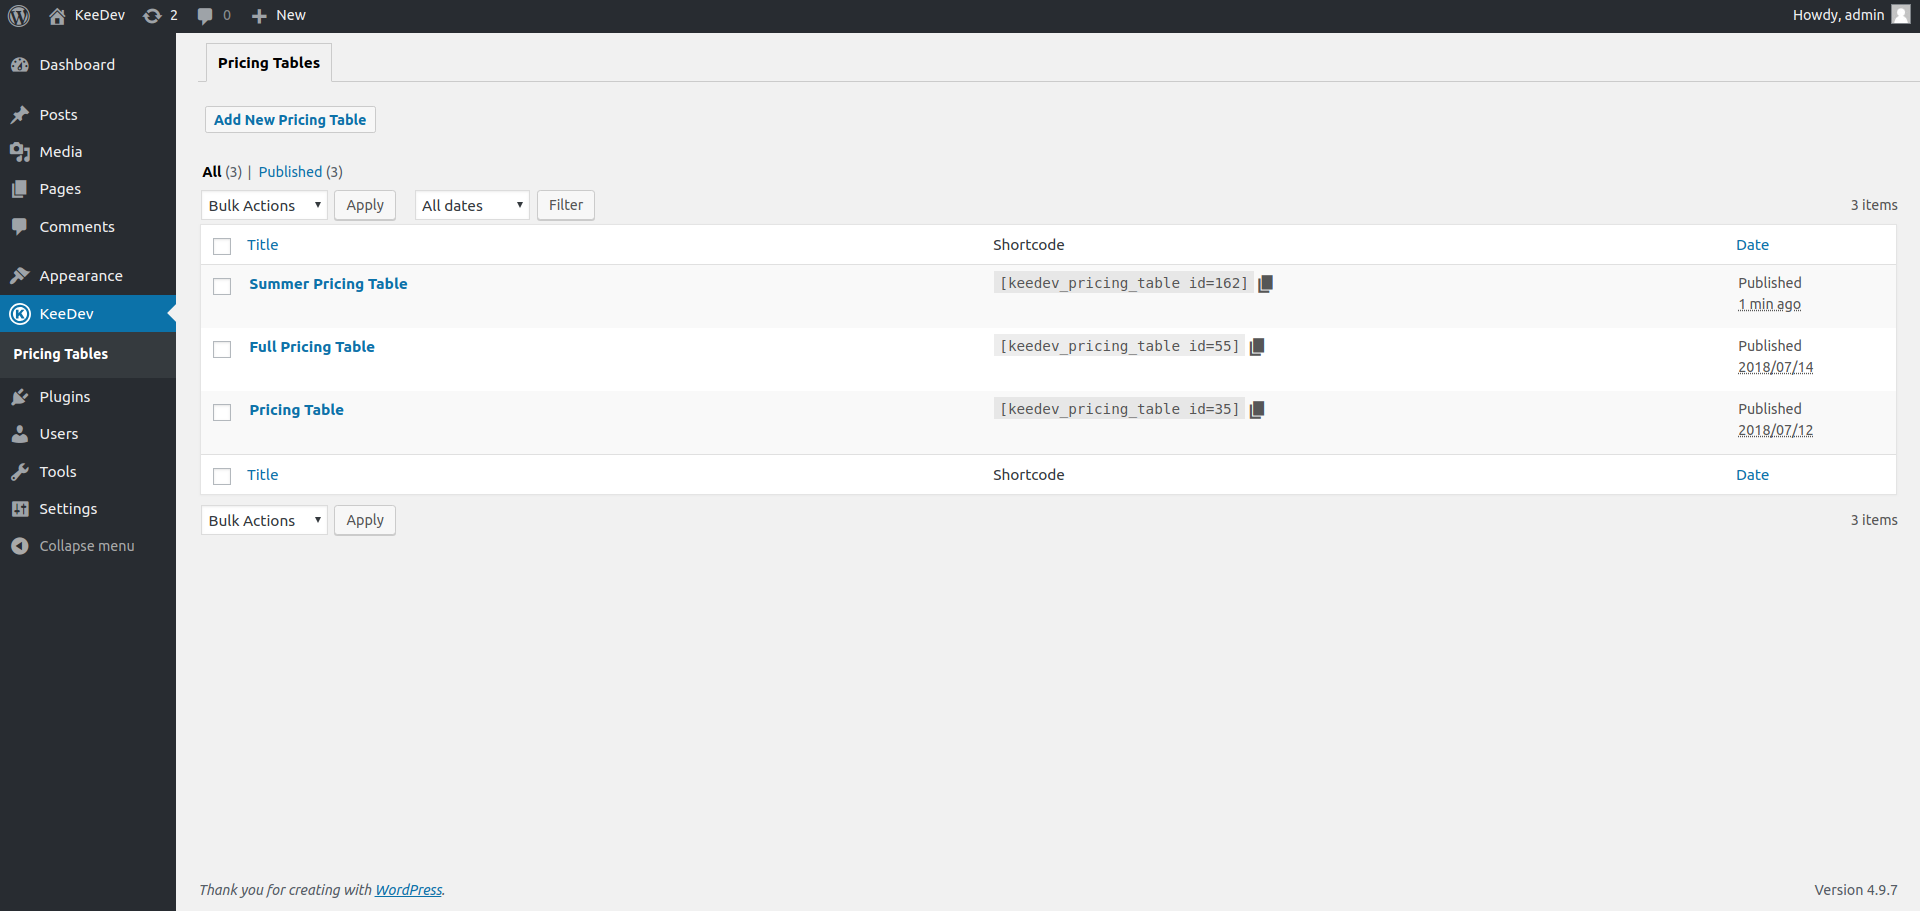 KeeDev 2 0 New Howdy, admin
Dashboard
Posts
Media
Pages
Comments
Appearance
KeeDev
Pricing Tables
Plugins
Users
Tools
Settings
Collapse menu
Pricing Tables
Add New Pricing Table
All (3) | Published (3)
Bulk Actions Apply All dates Filter 3 items
Title Shortcode Date
Summer Pricing Table [keedev_pricing_table id=162] Published
1 min ago
Full Pricing Table [keedev_pricing_table id=55] Published
2018/07/14
Pricing Table [keedev_pricing_table id=35] Published
2018/07/12
Title Shortcode Date
Bulk Actions Apply 3 items
Thank you for creating with WordPress. Version 4.9.7